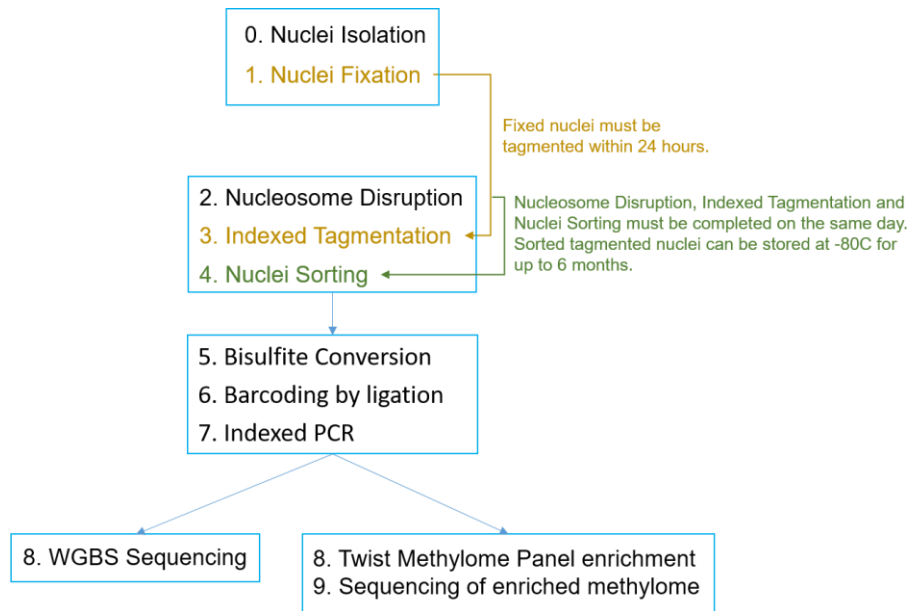 0. Nuclei Isolation
1. Nuclei Fixation
Fixed nuclei must be
tagmented within 24 hours.
2. Nucleosome Disruption
3. Indexed Tagmentation
4. Nuclei Sorting
Nucleosome Disruption, Indexed Tagmentation and
Nuclei Sorting must be completed on the same day.
Sorted tagmented nuclei can be stored at -80C for
up to 6 months.
5. Bisulfite Conversion
6. Barcoding by ligation
7. Indexed PCR
8. WGBS Sequencing
8. Twist Methylome Panel enrichment
9. Sequencing of enriched methylome